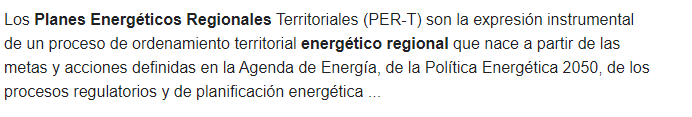 Los Planes Energéticos Regionales Territoriales (PER-T) son la expresión instrumental
de un proceso de ordenamiento territorial energético regional que nace a partir de las
metas y acciones definidas en la Agenda de Energía, de la Política Energética 2050, de los
procesos regulatorios y de planificación energética ...